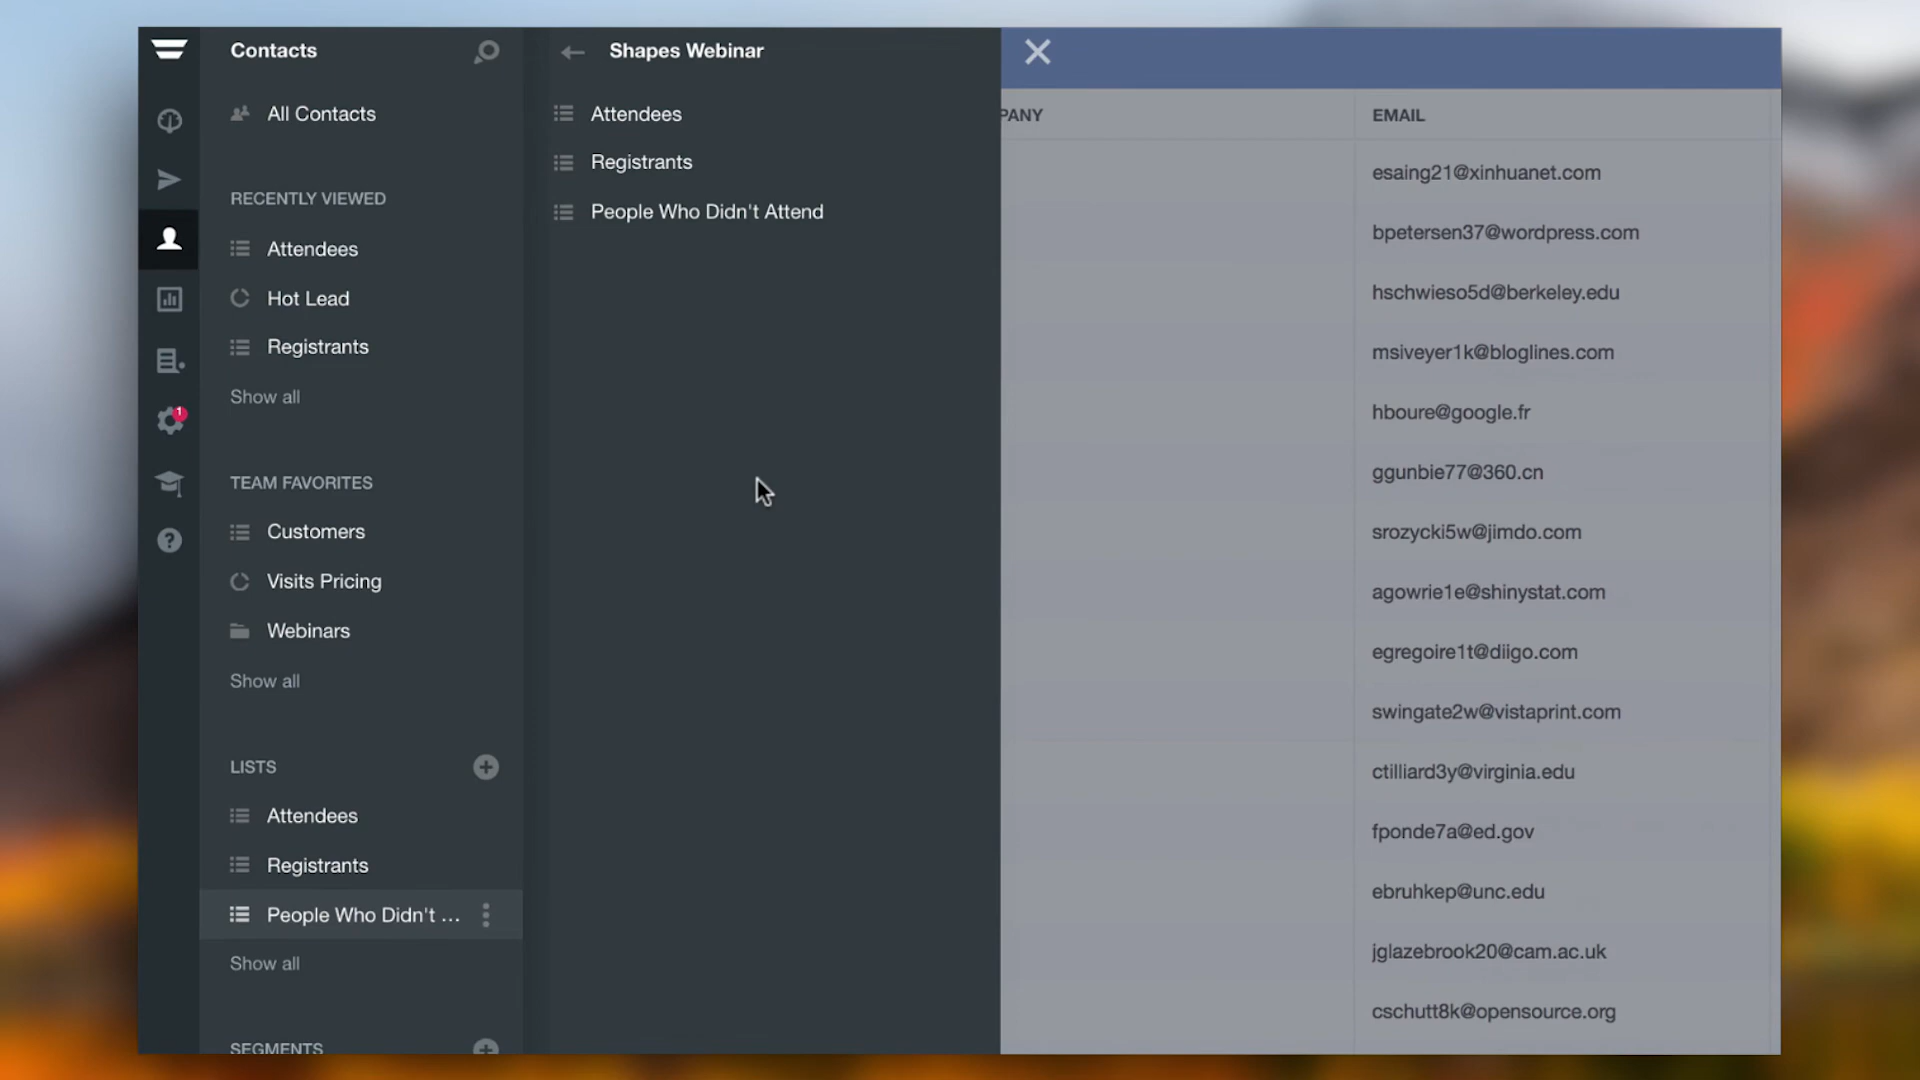 Contacts
All Contacts
RECENTLY VIEWED
Attendees
Hot Lead
Registrants
Show all
1
TEAM FAVORITES
Customers
Visits Pricing
Webinars
Show all
LISTS
Attendees
Registrants
People Who Didn't ...
Show all
SEGMENTS
Shapes Webinar
Attendees
Registrants
People Who Didn't Attend
PANY
EMAIL
esaing21@xinhuanet.com
bpetersen37@wordpress.com
hschwieso5d@berkeley.edu
msiveyer1k@bloglines.com
hboure@google.fr
ggunbie77@360.cn
srozycki5w@jimdo.com
agowrie1e@shinystat.com
egregoire1t@diigo.com
swingate2w@vistaprint.com
ctilliard3y@virginia.edu
fponde7a@ed.gov
ebruhkep@unc.edu
jglazebrook20@cam.ac.uk
cschutt8k@opensource.org